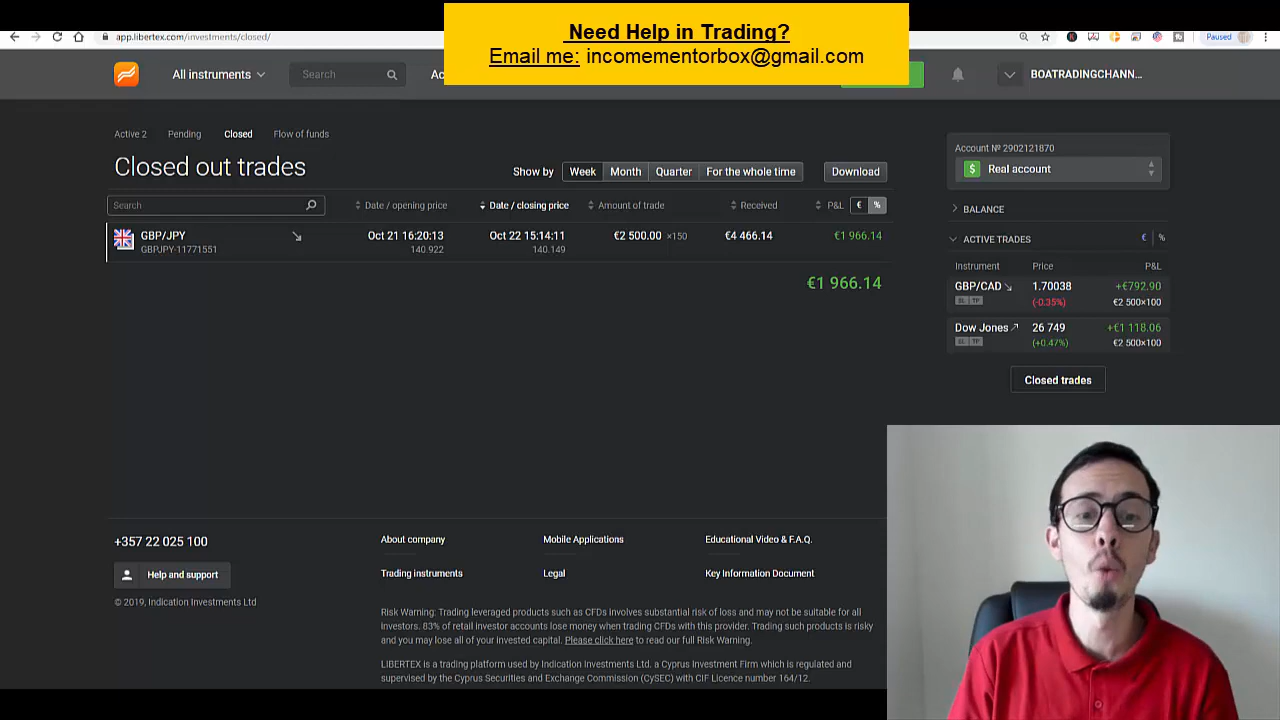 Need Help in Trading?
Email me: incomementorbox@gmail.com
app.libertex.com/investments/closed/
Paused
All instruments
Search
Ac
BOATRADINGCHANN...
Active 2
Pending
Closed
Flow of funds
Closed out trades
Show by
Week
Month
Quarter
For the whole time
Download
Search
Date / opening price
Date / closing price
Amount of trade
Received
P&L
€
%
GBP/JPY
GBPJPY-11771551
Oct 21 16:20:13
140.922
Oct 22 15:14:11
140.149
€2 500.00 ×150
€4 466.14
€1 966.14
€1 966.14
Account № 2902121870
$ Real account
BALANCE
ACTIVE TRADES
€
%
Instrument
Price
P&L
GBP/CAD
1.70038
+€792.90
SL TP
(-0.35%)
€2 500×100
Dow Jones
26 749
+€1 118.06
SL TP
(+0.47%)
€2 500×100
Closed trades
+357 22 025 100
Help and support
© 2019, Indication Investments Ltd
About company
Mobile Applications
Educational Video & F.A.Q.
Trading instruments
Legal
Key Information Document
Risk Warning: Trading leveraged products such as CFDs involves substantial risk of loss and may not be suitable for all
investors. 83% of retail investor accounts lose money when trading CFDs with this provider. Trading such products is risky
and you may lose all of your invested capital. Please click here to read our full Risk Warning.
LIBERTEX is a trading platform used by Indication Investments Ltd. a Cyprus Investment Firm which is regulated and
supervised by the Cyprus Securities and Exchange Commission (CySEC) with CIF Licence number 164/12.